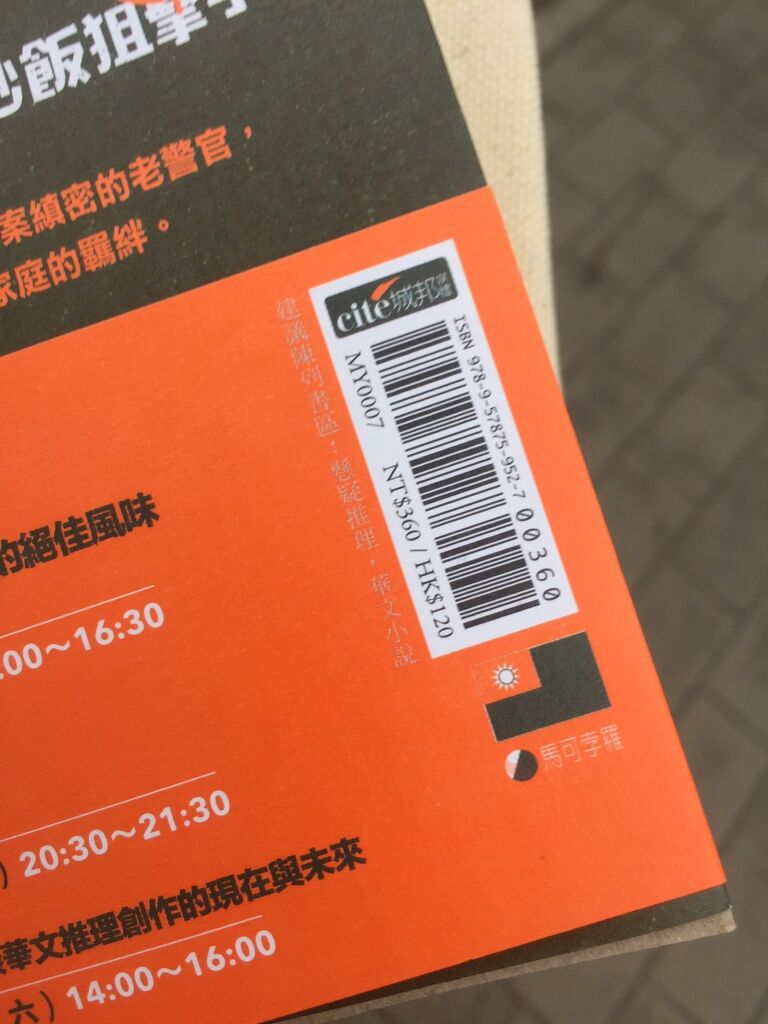 炒飯狙擊手
案縝密的老警官，
家庭的羈絆。
cite城邦
ISBN 978-9-57875-952-7
00360
MY0007 NT$360 / HK$120
建議陳列書區：懸疑推理．華文小說
的絕佳風味
:00～16:30
) 20:30～21:30
華文推理創作的現在與未來
六）14:00～16:00
馬可孛羅